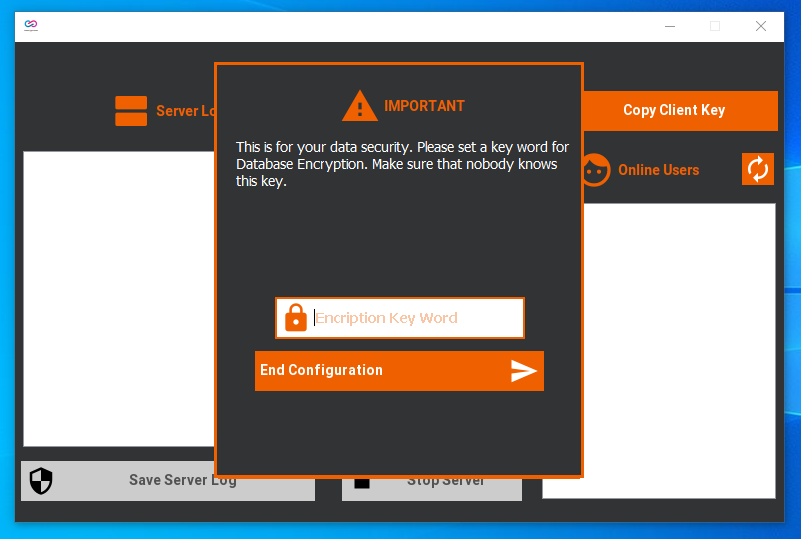 Server Lo
IMPORTANT
Copy Client Key
This is for your data security. Please set a key word for
Database Encryption. Make sure that nobody knows
this key.
Online Users
Encription Key Word
End Configuration
Save Server Log
Stop Server